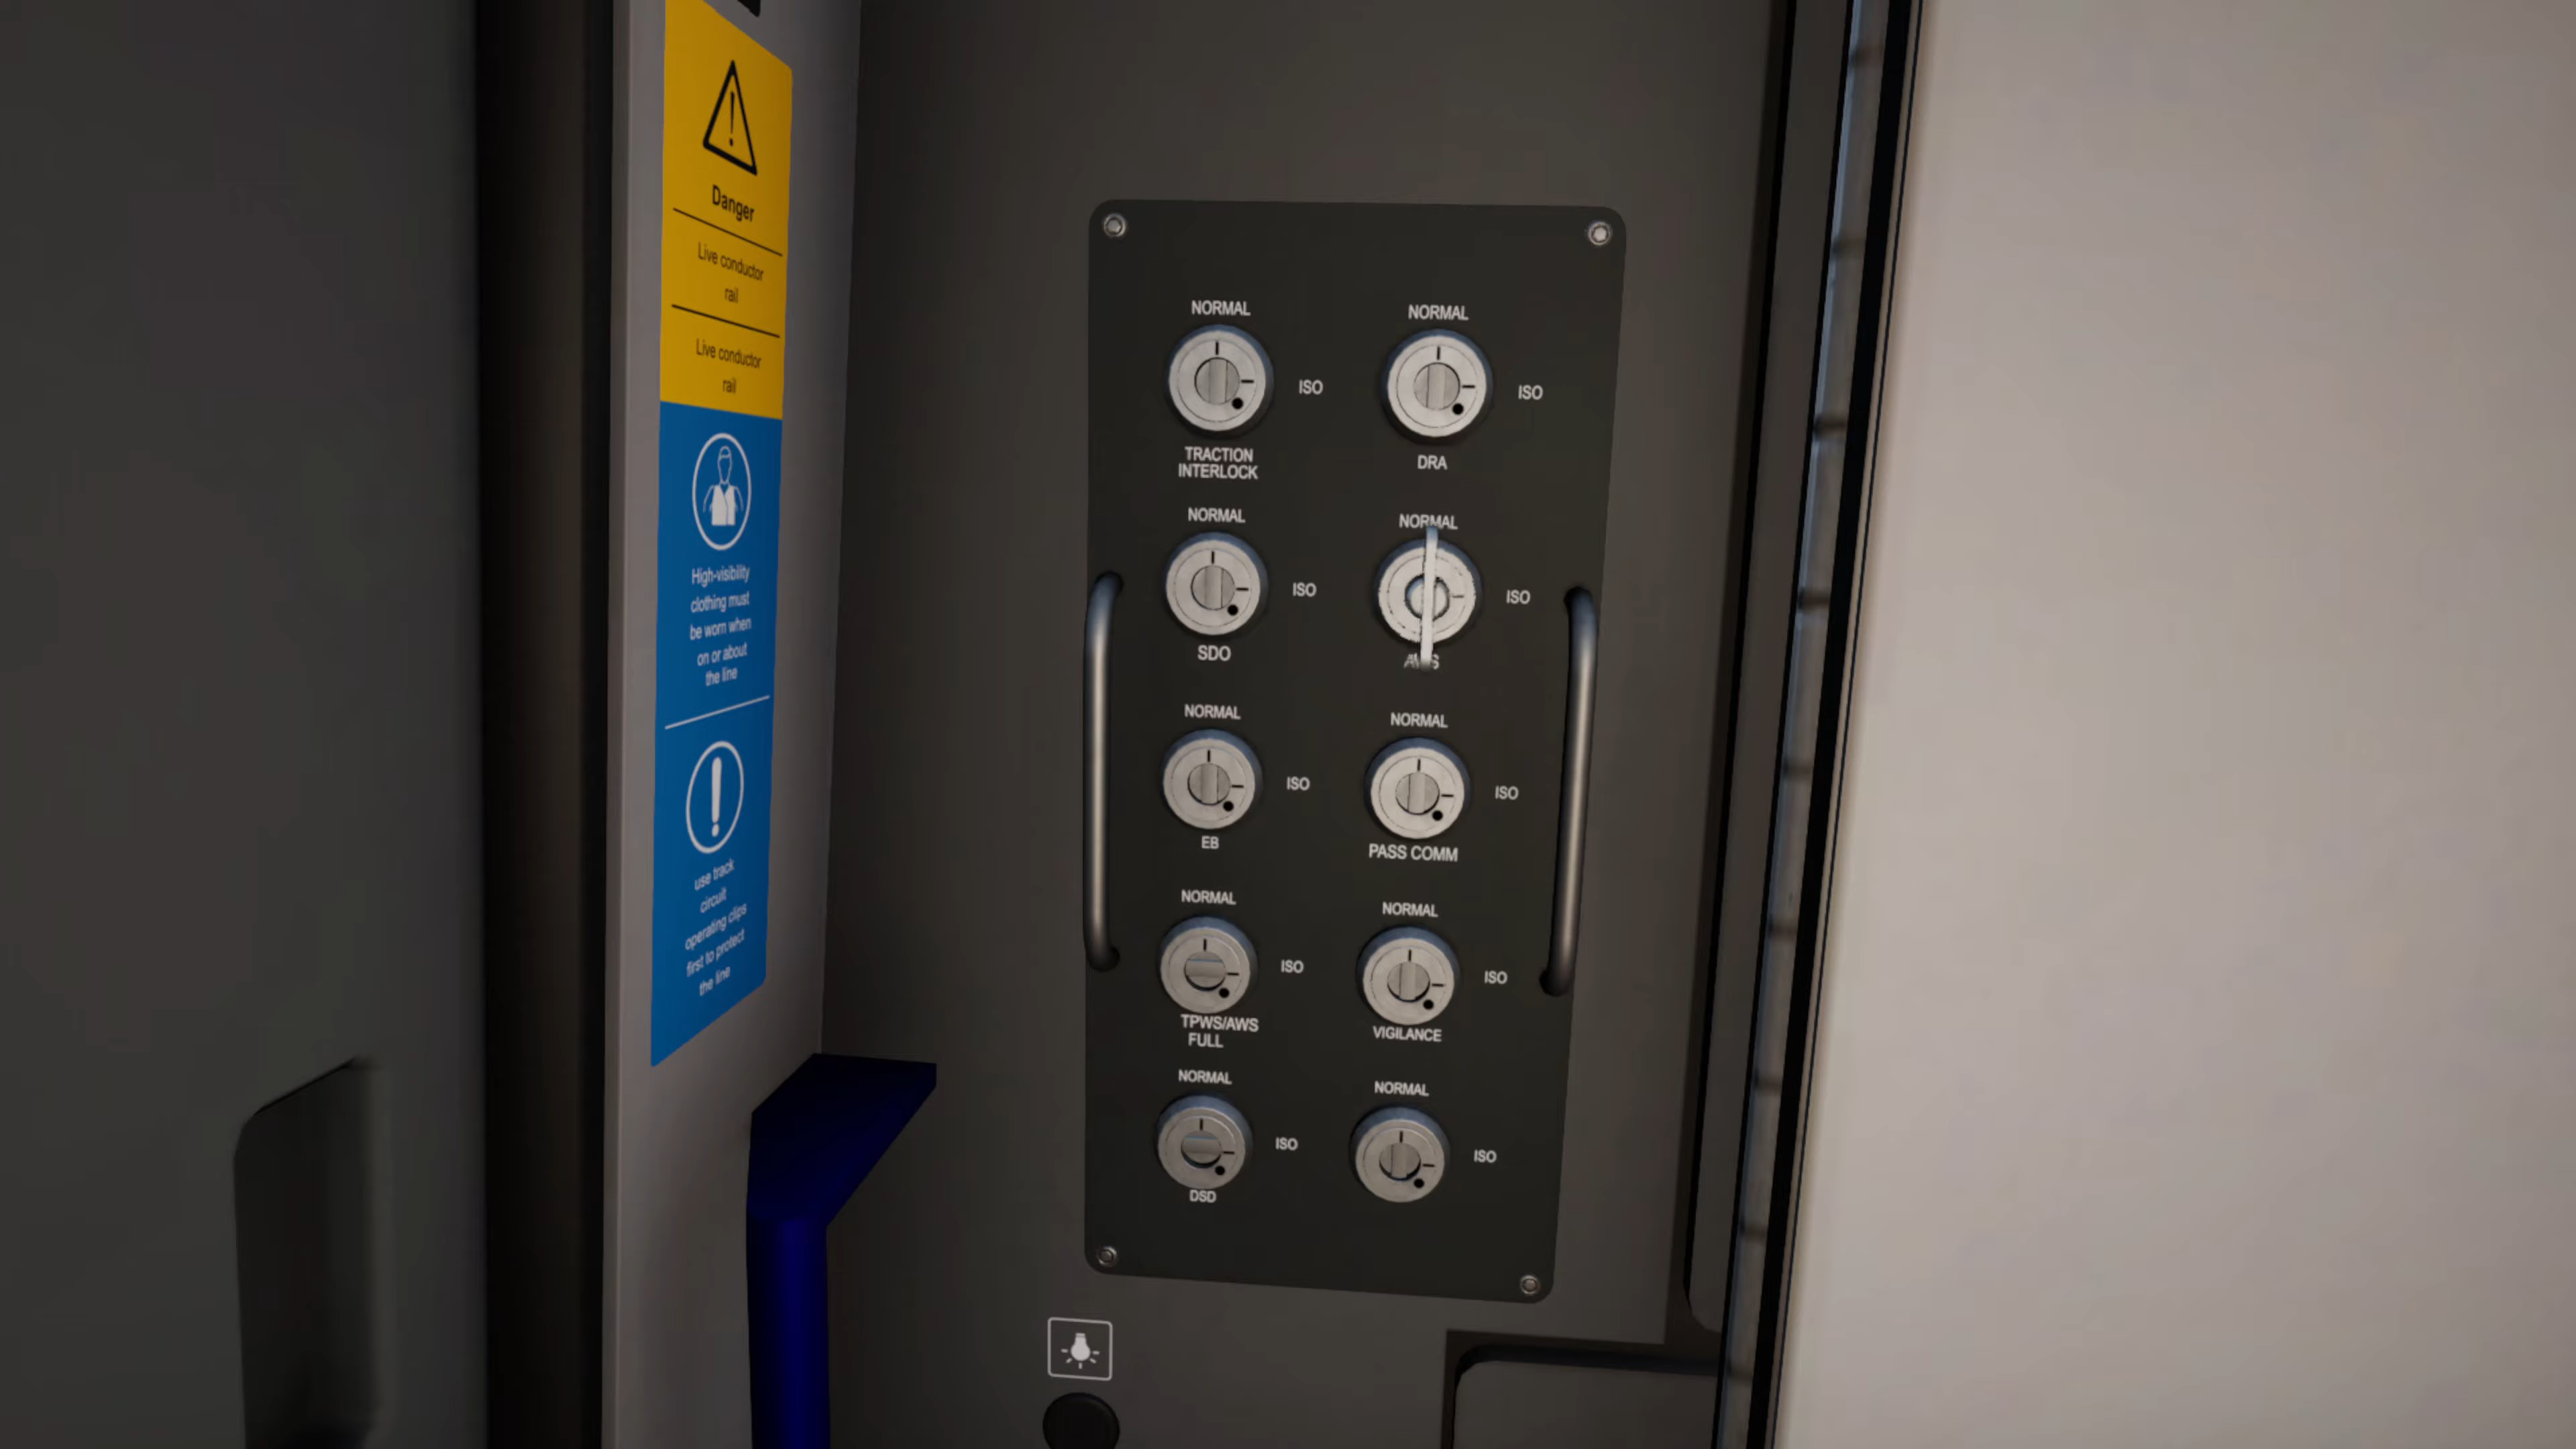 Danger
Live conductor
rail
Live conductor
rail
High-visibility
clothing must
be worn when
on or about
the line
use track
circuit
operating clips
first to protect
the line
NORMAL
ISO
TRACTION
INTERLOCK
NORMAL
ISO
DRA
NORMAL
ISO
SDO
NORMAL
ISO
AWS
NORMAL
ISO
EB
NORMAL
ISO
PASS COMM
NORMAL
ISO
TPWS/AWS
FULL
NORMAL
ISO
VIGILANCE
NORMAL
ISO
DSD
NORMAL
ISO